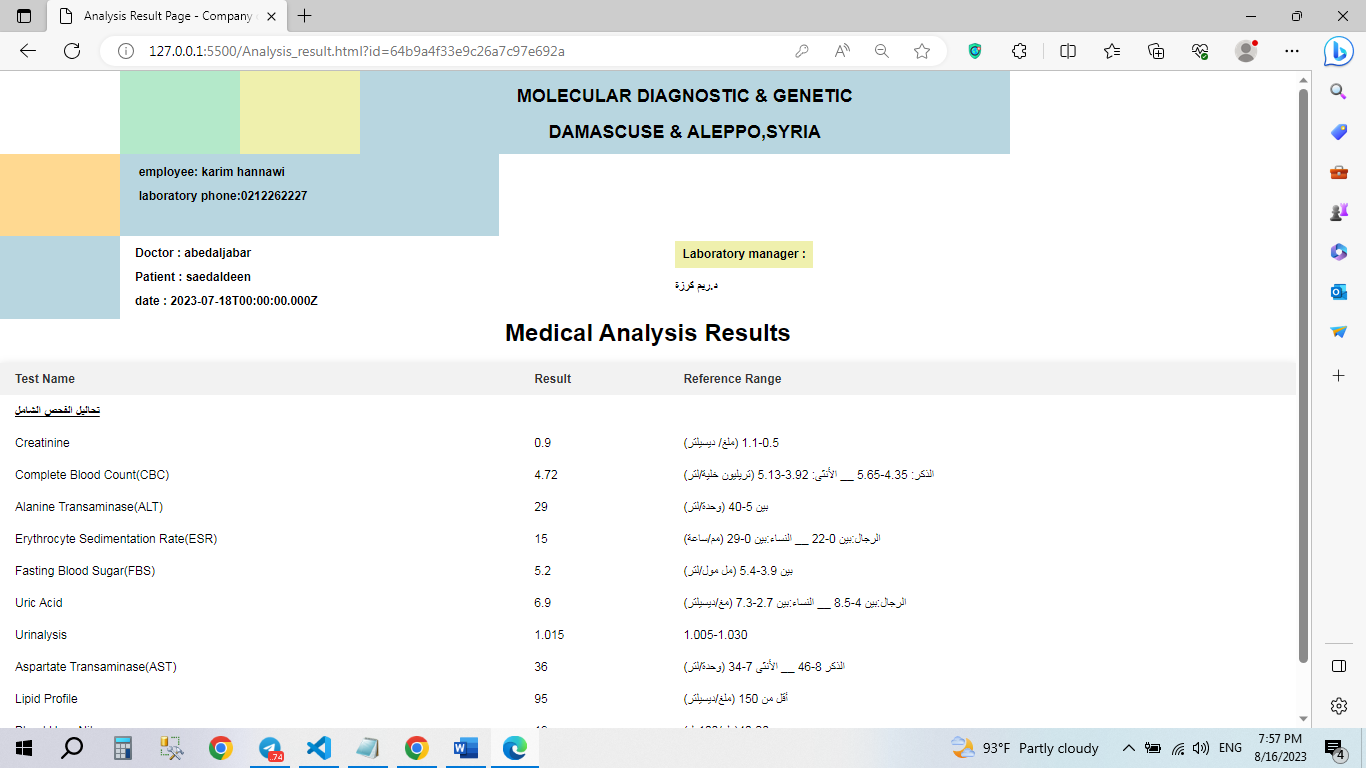 Analysis Result Page - Company
127.0.0.1:5500/Analysis_result.html?id=64b9a4f33e9c26a7c97e692a
MOLECULAR DIAGNOSTIC & GENETIC
DAMASCUSE & ALEPPO,SYRIA
employee: karim hannawi
laboratory phone:0212262227
Doctor : abedaljabar
Patient : saedaldeen
date : 2023-07-18T00:00:00.000Z
Laboratory manager :
د.ريم كرزة
Medical Analysis Results
Test Name Result Reference Range
تحاليل الفحص الشامل
Creatinine 0.9 1.1-0.5 (ملغ/ ديسيلتر)
Complete Blood Count(CBC) 4.72 الذكر: 4.35-5.65 __ الأنثى: 3.92-5.13 (تريليون خلية/لتر)
Alanine Transaminase(ALT) 29 بين 5-40 (وحدة/لتر)
Erythrocyte Sedimentation Rate(ESR) 15 الرجال:بين 0-22 __ النساء:بين 0-29 (مم/ساعة)
Fasting Blood Sugar(FBS) 5.2 بين 3.9-5.4 (مل مول/لتر)
Uric Acid 6.9 الرجال:بين 4-8.5 __ النساء:بين 2.7-7.3 (مغ/ديسيلتر)
Urinalysis 1.015 1.005-1.030
Aspartate Transaminase(AST) 36 الذكر 8-46 __ الأنثى 7-34 (وحدة/لتر)
Lipid Profile 95 أقل من 150 (ملغ/ديسيلتر)
74
93°F Partly cloudy
ENG
7:57 PM
8/16/2023
4